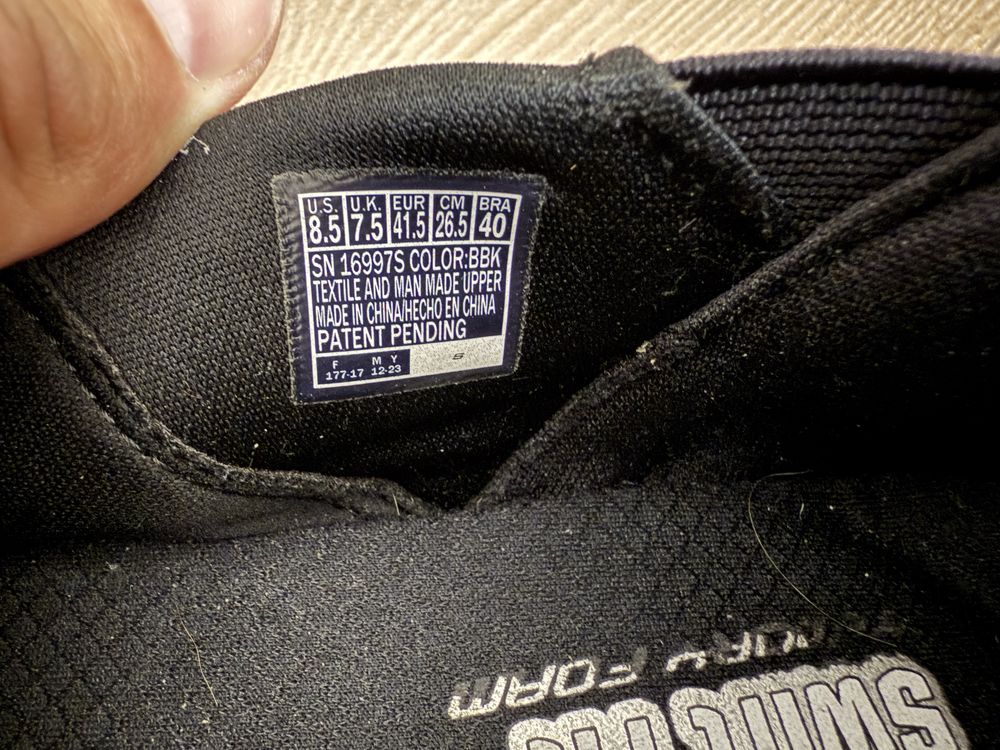 U.S. U.K. EUR CM BRA
8.5 7.5 41.5 26.5 40
SN 16997S COLOR:BBK
TEXTILE AND MAN MADE UPPER
MADE IN CHINA/HECHO EN CHINA
PATENT PENDING
F M Y
177-17 12-23
S
FOAM